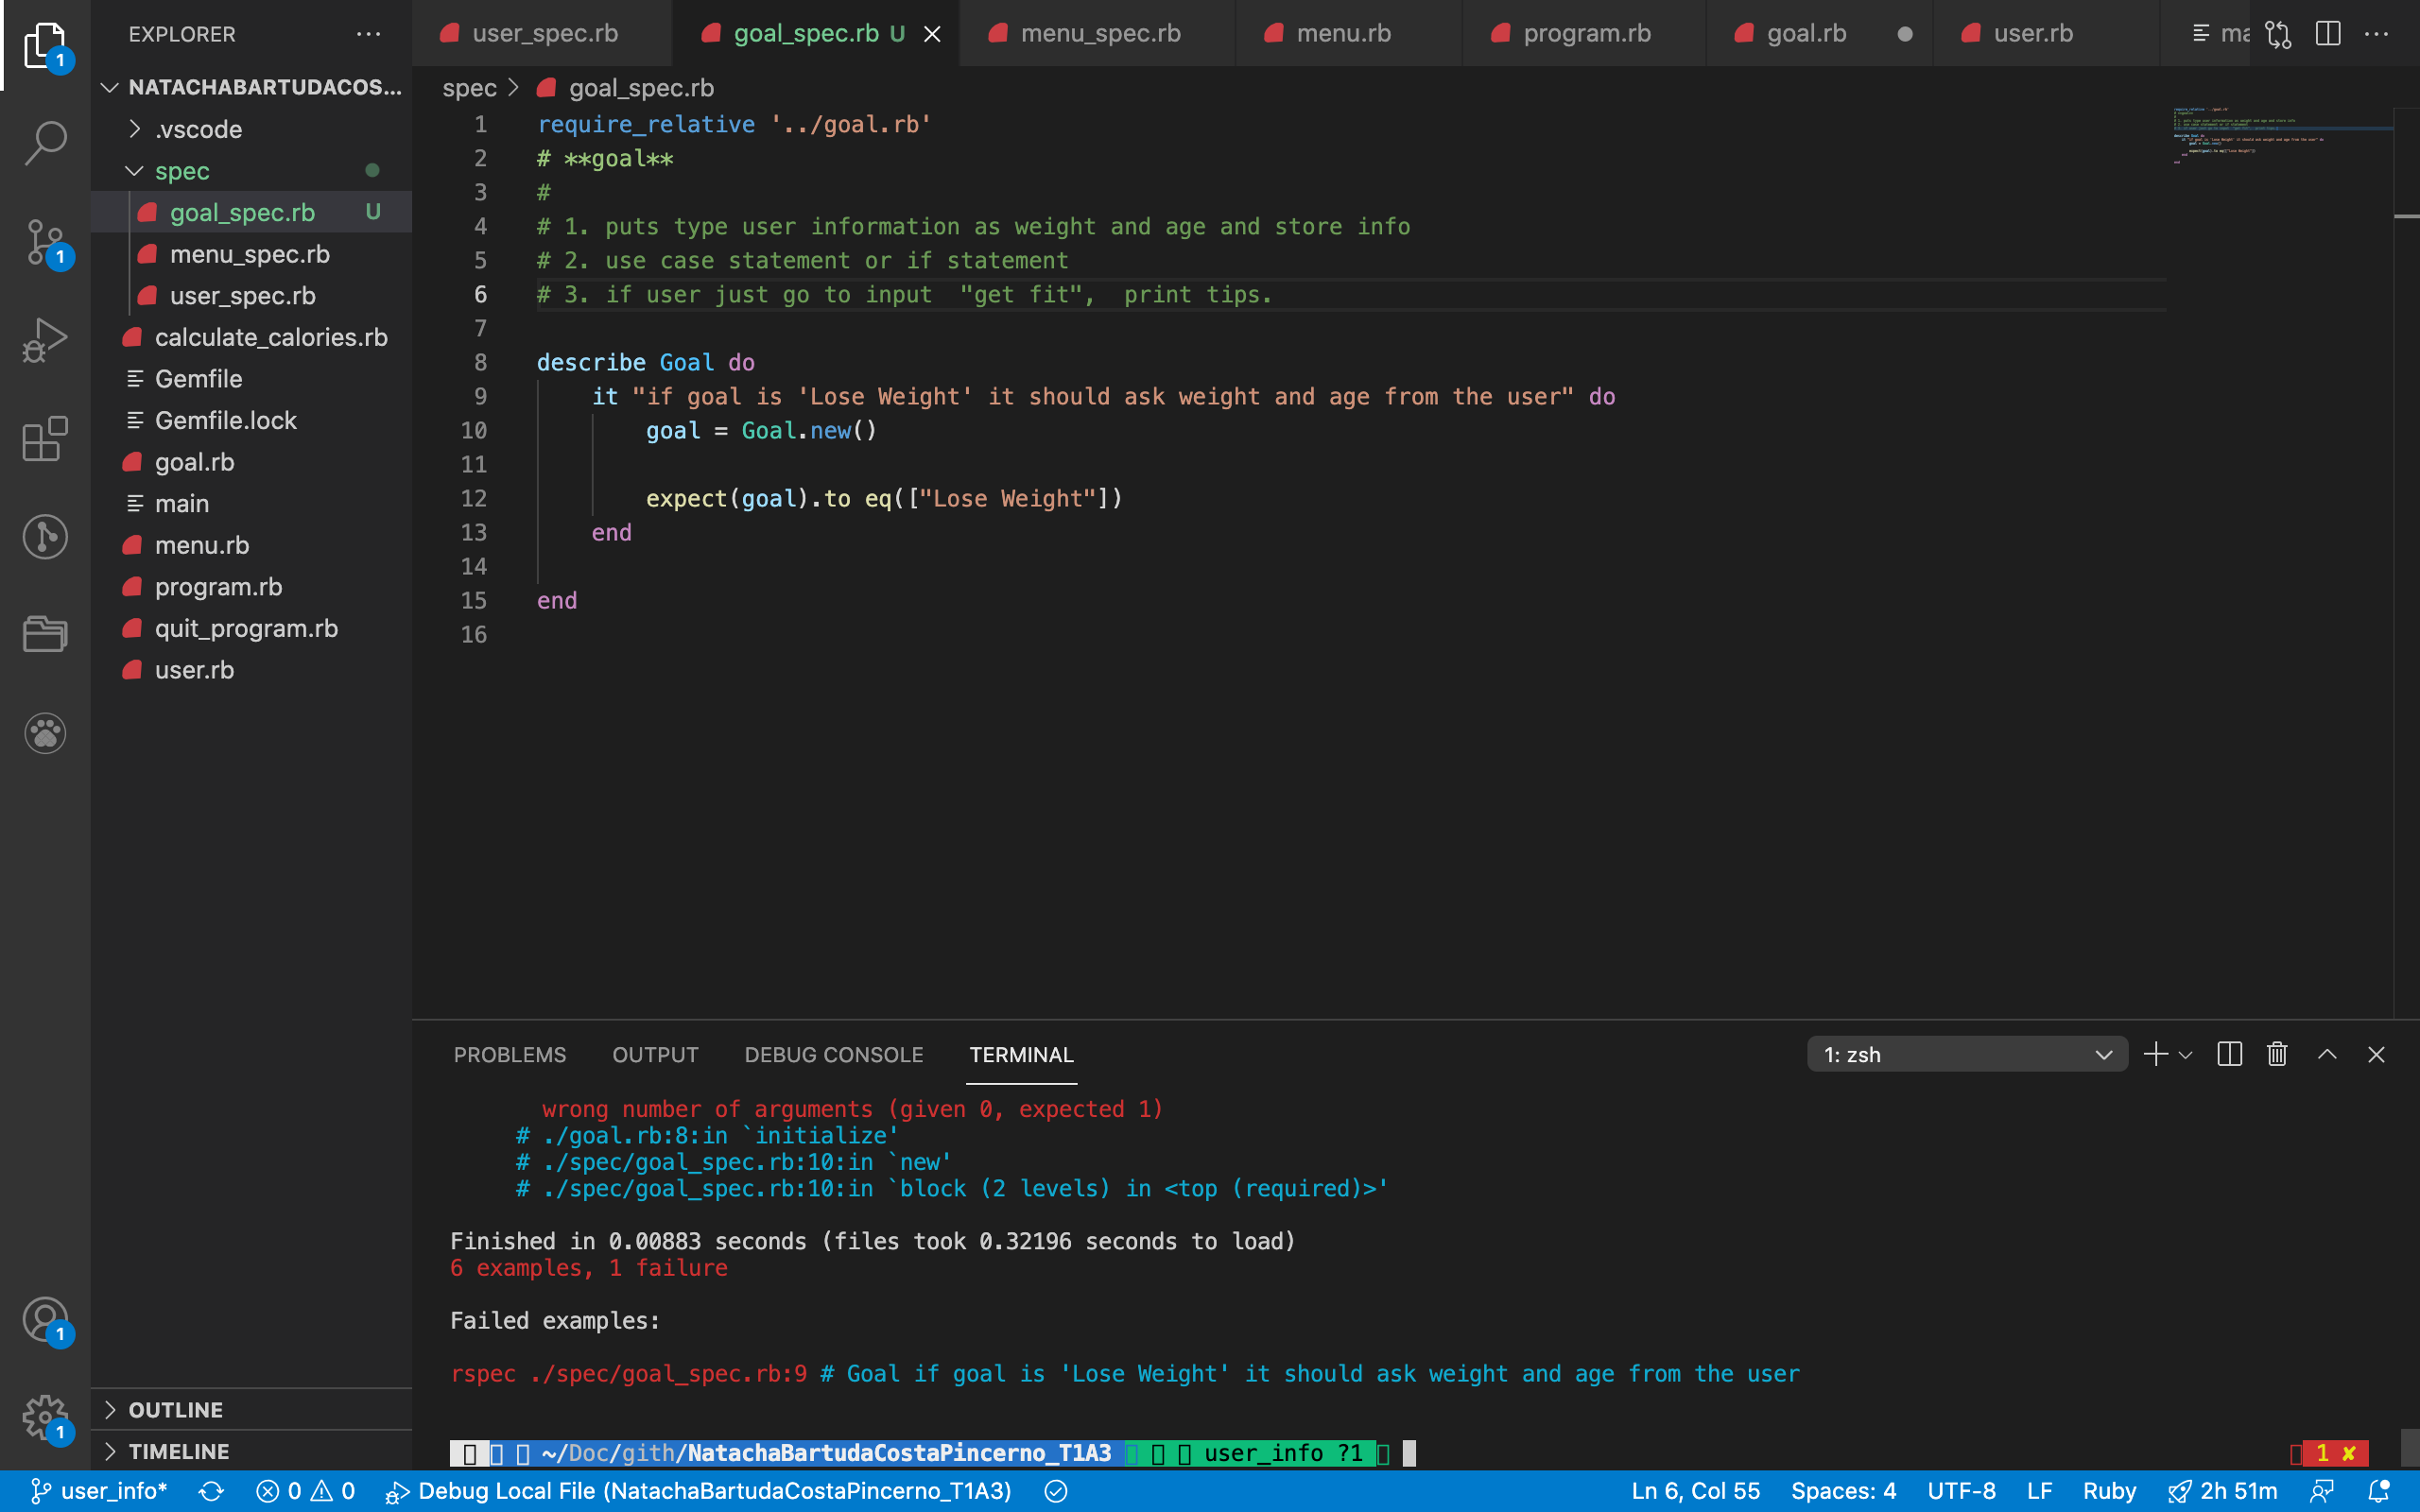 EXPLORER
NATACHABARTUDACOS...
.vscode
spec
goal_spec.rb U
menu_spec.rb
user_spec.rb
calculate_calories.rb
Gemfile
Gemfile.lock
goal.rb
main
menu.rb
program.rb
quit_program.rb
user.rb
OUTLINE
TIMELINE
1
1
1
1
user_spec.rb
goal_spec.rb U
menu_spec.rb
menu.rb
program.rb
goal.rb
user.rb
ma
spec > goal_spec.rb
1 require_relative '../goal.rb'
2 # **goal**
3 #
4 # 1. puts type user information as weight and age and store info
5 # 2. use case statement or if statement
6 # 3. if user just go to input  "get fit",  print tips.
7
8 describe Goal do
9 it "if goal is 'Lose Weight' it should ask weight and age from the user" do
10 goal = Goal.new()
11
12 expect(goal).to eq(["Lose Weight"])
13 end
14
15 end
16
PROBLEMS OUTPUT DEBUG CONSOLE TERMINAL
1: zsh
wrong number of arguments (given 0, expected 1)
# ./goal.rb:8:in `initialize'
# ./spec/goal_spec.rb:10:in `new'
# ./spec/goal_spec.rb:10:in `block (2 levels) in <top (required)>'
Finished in 0.00883 seconds (files took 0.32196 seconds to load)
6 examples, 1 failure
Failed examples:
rspec ./spec/goal_spec.rb:9 # Goal if goal is 'Lose Weight' it should ask weight and age from the user
~/Doc/gith/NatachaBartudaCostaPincerno_T1A3 user_info ?1 1 ✘
user_info* 0 0 Debug Local File (NatachaBartudaCostaPincerno_T1A3) Ln 6, Col 55 Spaces: 4 UTF-8 LF Ruby 2h 51m